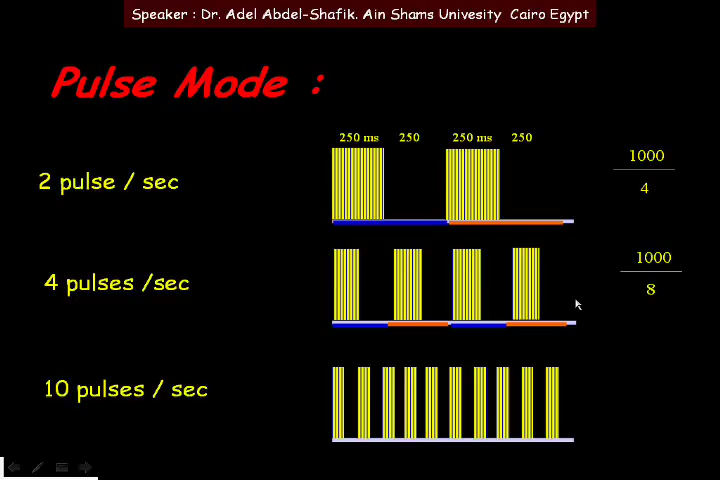 Speaker : Dr. Adel Abdel-Shafik. Ain Shams Univesity Cairo Egypt
Pulse Mode :
250 ms 250 250 ms 250
2 pulse / sec
1000
4
4 pulses /sec
1000
8
10 pulses / sec